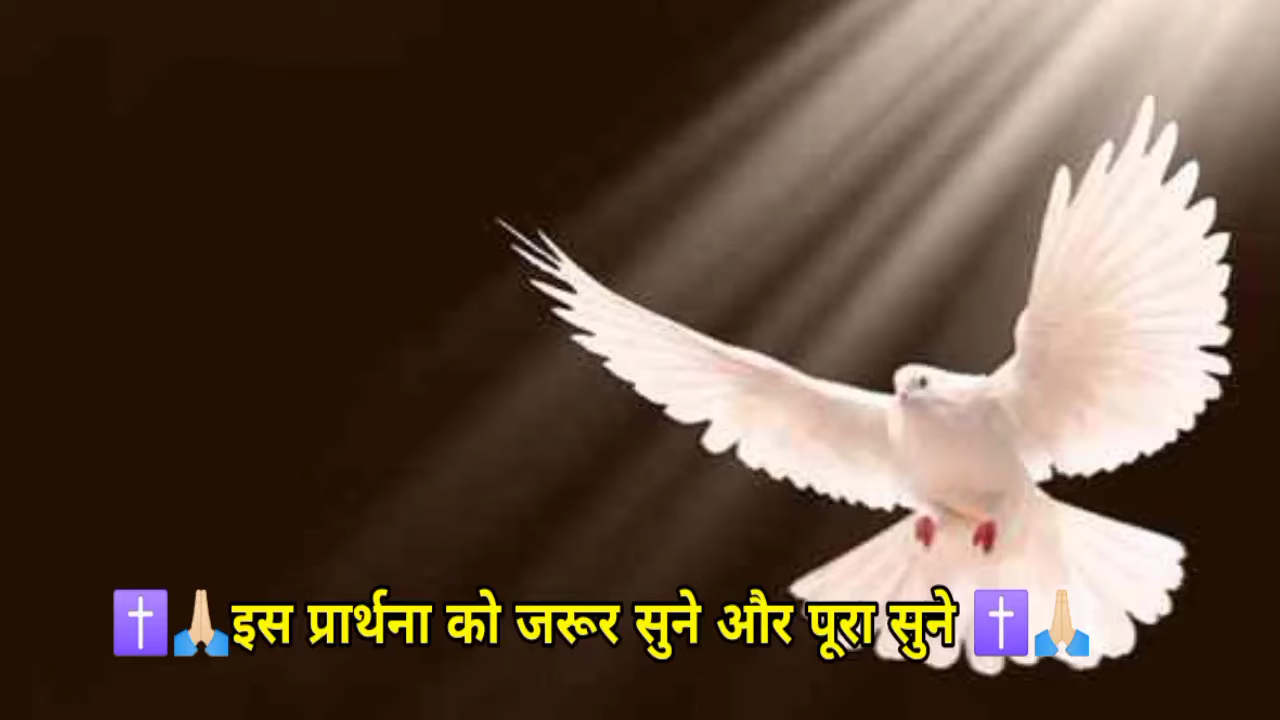 ✝️🙏🏻इस प्रार्थना को जरूर सुने और पूरा सुने ✝️🙏🏻